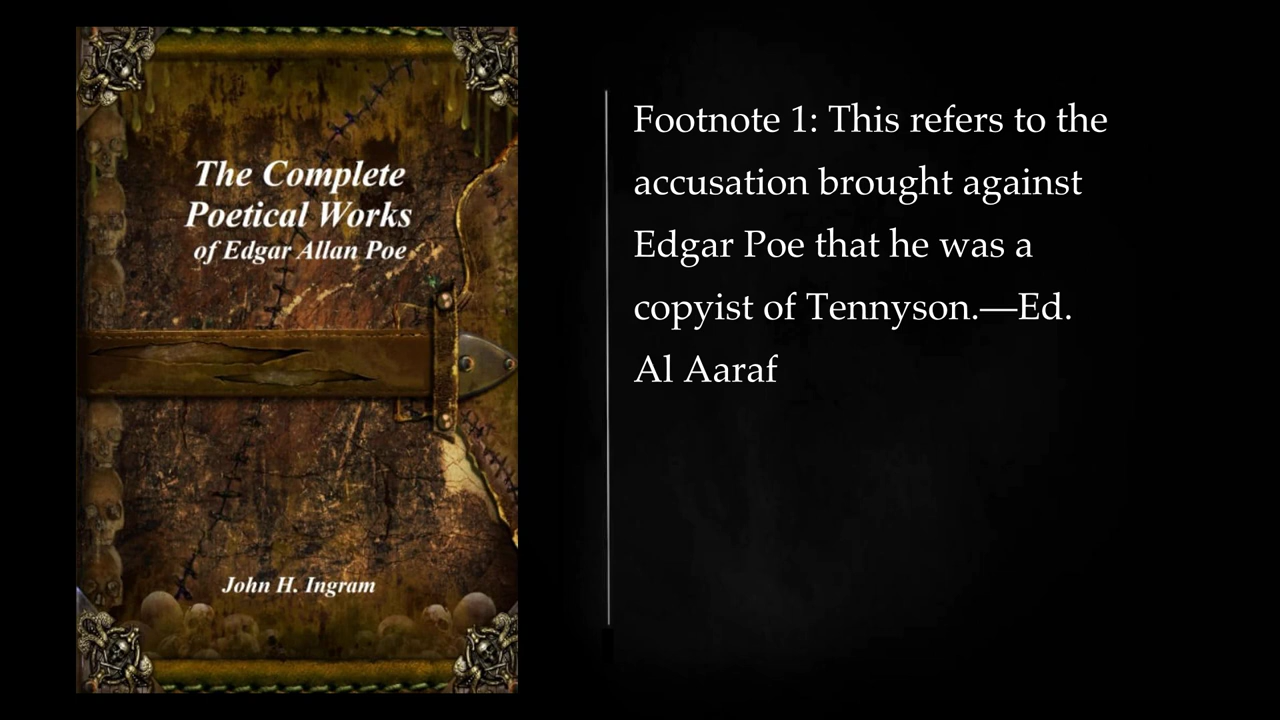 The Complete
Poetical Works
of Edgar Allan Poe
John H. Ingram
Footnote 1: This refers to the
accusation brought against
Edgar Poe that he was a
copyist of Tennyson.—Ed.
Al Aaraf